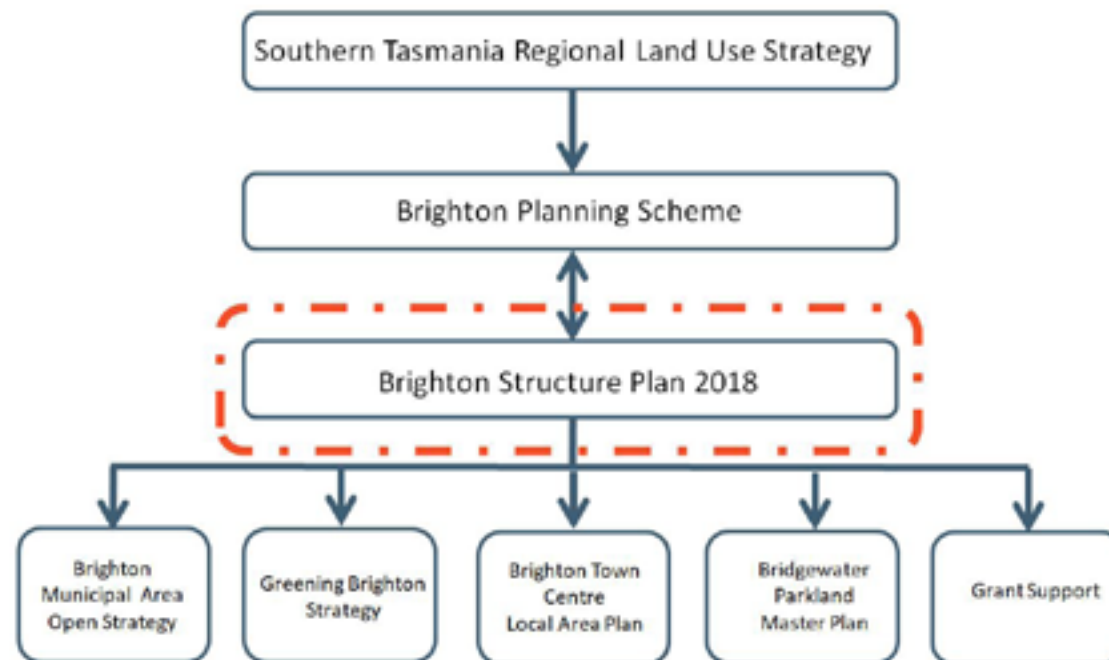 Southern Tasmania Regional Land Use Strategy
Brighton Planning Scheme
Brighton Structure Plan 2018
Brighton
Municipal Area
Open Strategy
Greening Brighton
Strategy
Brighton Town
Centre
Local Area Plan
Bridgewater
Parkland
Master Plan
Grant Support